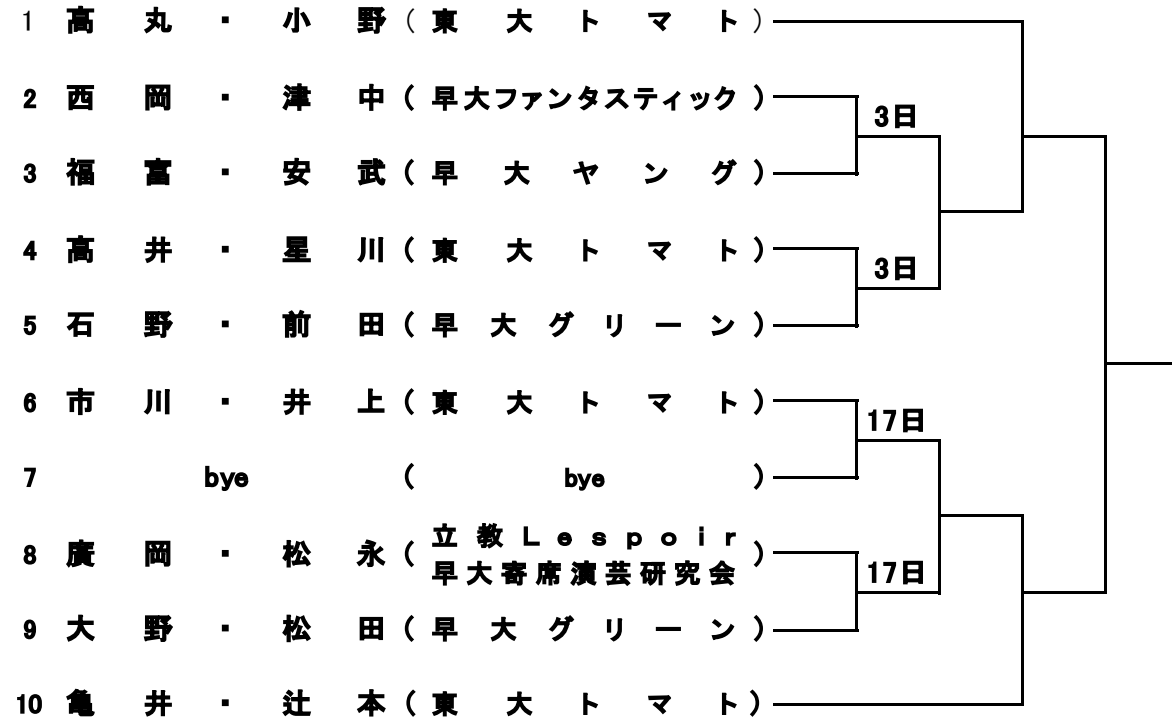 1 高丸・小野(東大トマト)
2 西岡・津中(早大ファンタスティック)
3日
3 福富・安武(早大ヤング)
4 高井・星川(東大トマト)
3日
5 石野・前田(早大グリーン)
6 市川・井上(東大トマト)
17日
7 bye(bye)
立教Lespoir
8 廣岡・松永(早大寄席演芸研究会)
17日
9 大野・松田(早大グリーン)
10 亀井・辻本(東大トマト)